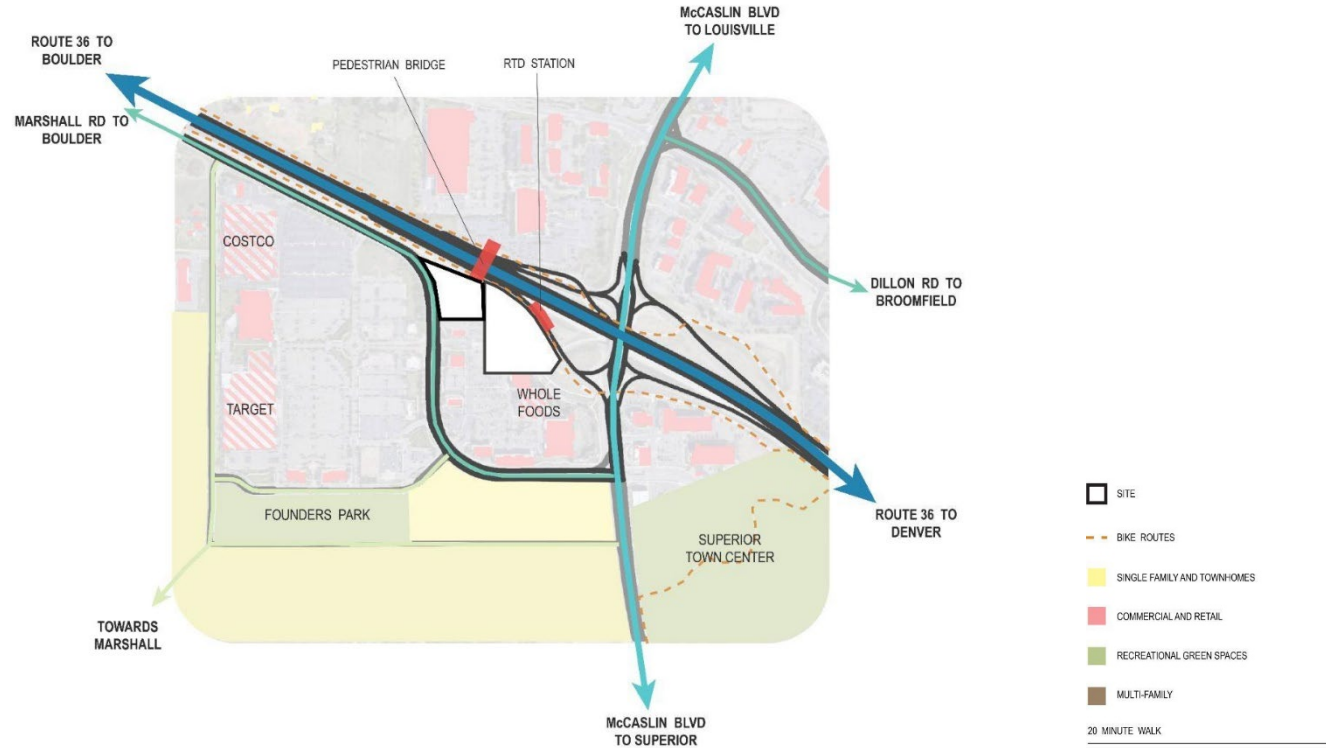 McCASLIN BLVD
TO LOUISVILLE
ROUTE 36 TO
BOULDER
PEDESTRIAN BRIDGE
RTD STATION
MARSHALL RD TO
BOULDER
COSTCO
DILLON RD TO
BROOMFIELD
TARGET
WHOLE
FOODS
FOUNDERS PARK
SUPERIOR
TOWN CENTER
ROUTE 36 TO
DENVER
TOWARDS
MARSHALL
McCASLIN BLVD
TO SUPERIOR
SITE
BIKE ROUTES
SINGLE FAMILY AND TOWNHOMES
COMMERCIAL AND RETAIL
RECREATIONAL GREEN SPACES
MULTI-FAMILY
20 MINUTE WALK